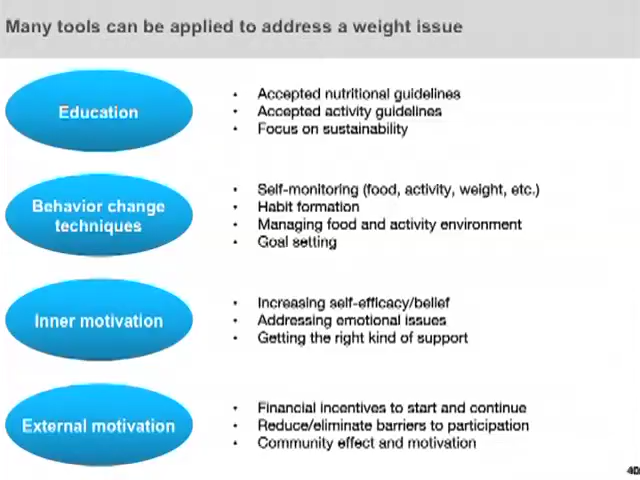 Many tools can be applied to address a weight issue
Education
• Accepted nutritional guidelines
• Accepted activity guidelines
• Focus on sustainability
Behavior change
techniques
• Self-monitoring (food, activity, weight, etc.)
• Habit formation
• Managing food and activity environment
• Goal setting
Inner motivation
• Increasing self-efficacy/belief
• Addressing emotional issues
• Getting the right kind of support
External motivation
• Financial incentives to start and continue
• Reduce/eliminate barriers to participation
• Community effect and motivation
40